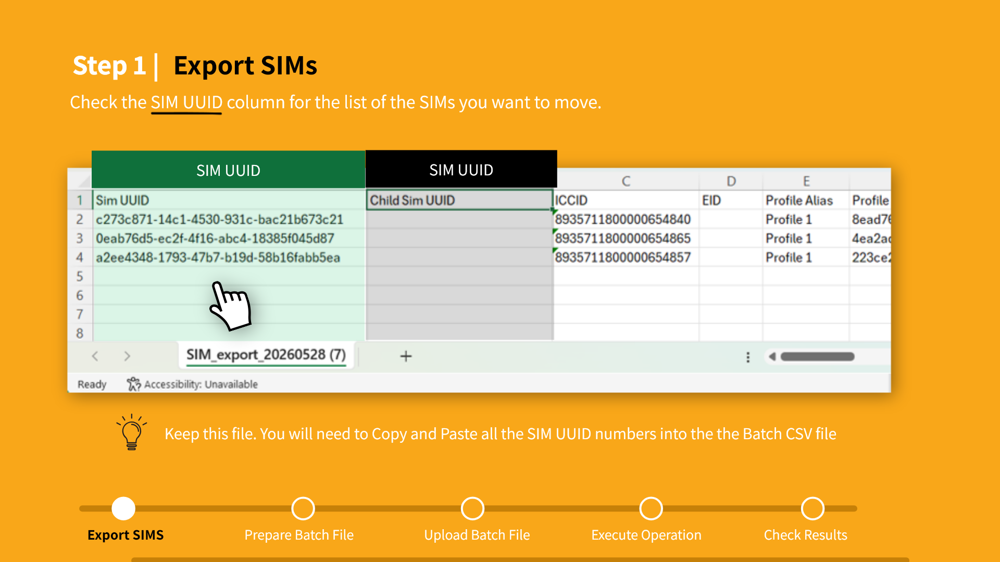 Step 1 | Export SIMs
Check the SIM UUID column for the list of the SIMs you want to move.
SIM UUID SIM UUID
C D E
1 Sim UUID Child Sim UUID ICCID EID Profile Alias Profile
2 c273c871-14c1-4530-931c-bac21b673c21 8935711800000654840 Profile 1 8ead76
3 0eab76d5-ec2f-4f16-abc4-18385f045d87 8935711800000654865 Profile 1 4ea2a
4 a2ee4348-1793-47b7-b19d-58b16fabb5ea 8935711800000654857 Profile 1 223ce2
5
6
7
8
SIM_export_20260528 (7)
Ready Accessibility: Unavailable
Keep this file. You will need to Copy and Paste all the SIM UUID numbers into the the Batch CSV file
Export SIMS Prepare Batch File Upload Batch File Execute Operation Check Results